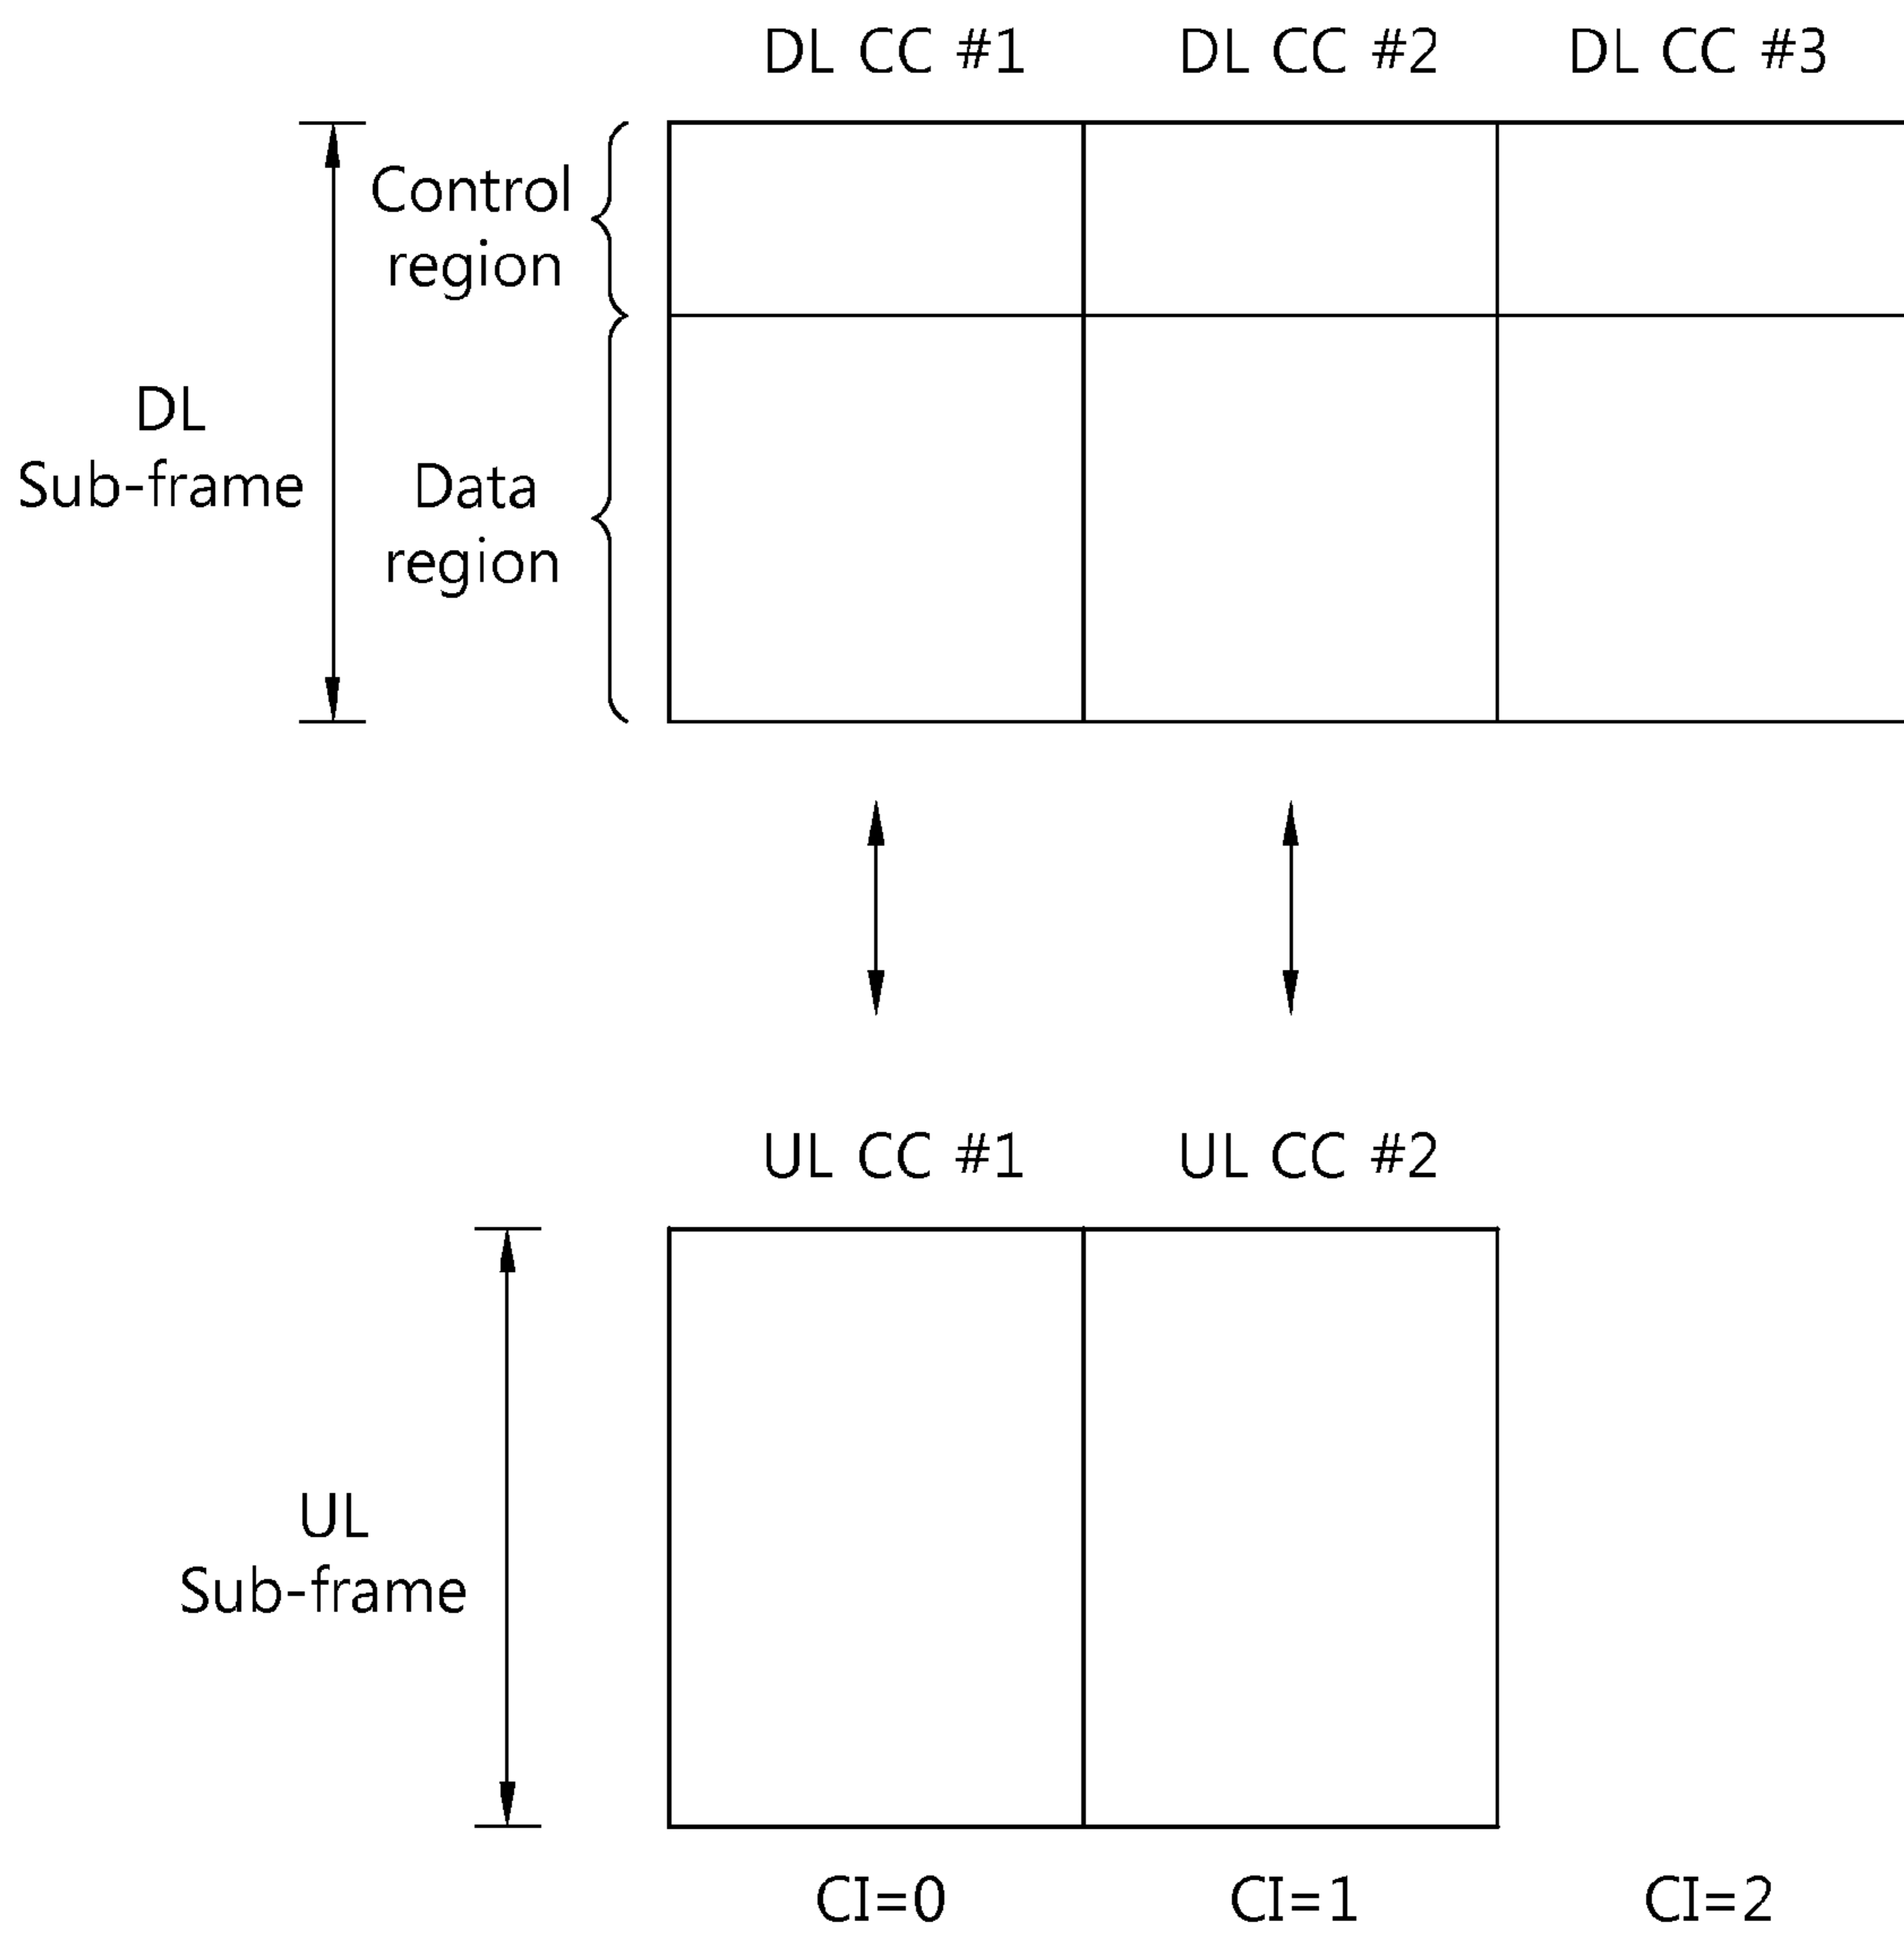 DL CC #1
DL CC #2
DL CC #3
Control
region
DL
Sub-frame
Data
region
UL CC #1
UL CC #2
UL
Sub-frame
CI=0
CI=1
CI=2